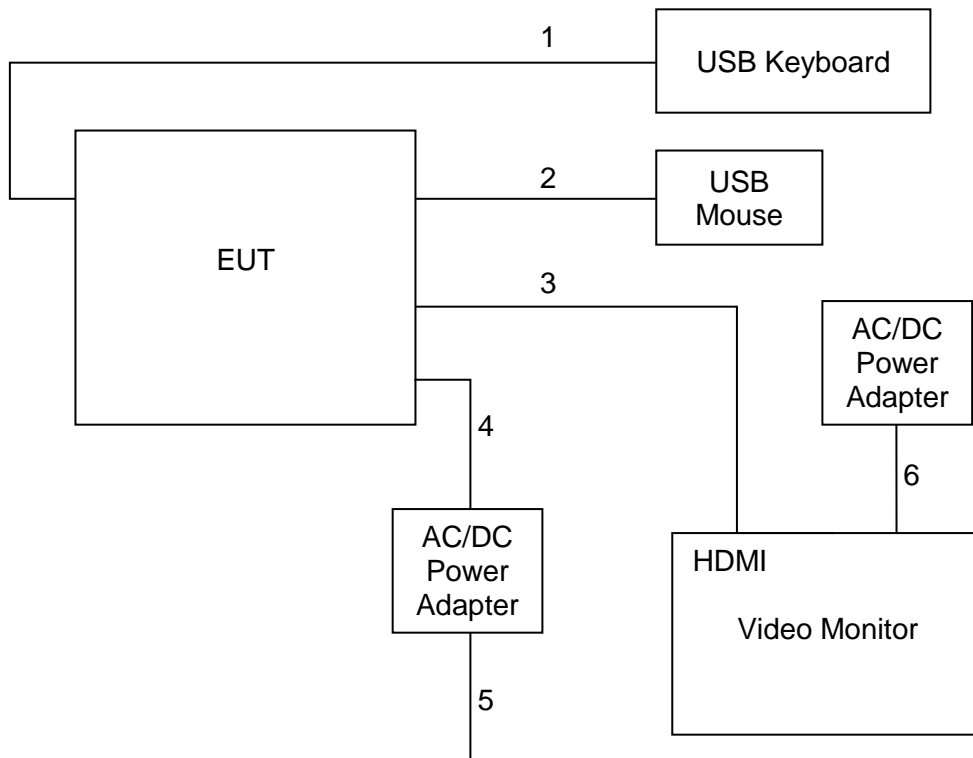 1
USB Keyboard
2
USB
Mouse
EUT
3
AC/DC
Power
Adapter
4
6
AC/DC
Power
Adapter
HDMI
Video Monitor
5